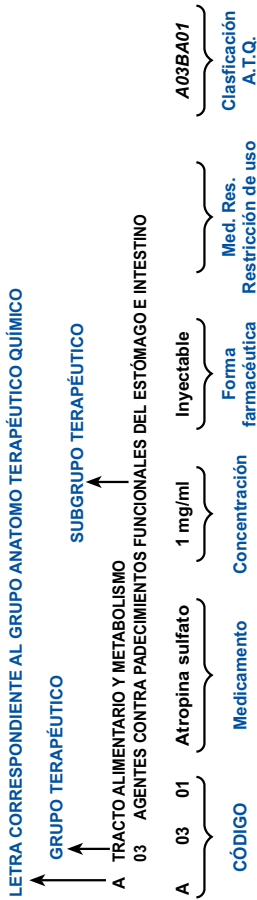 LETRA CORRESPONDIENTE AL GRUPO ANATOMO TERAPÉUTICO QUÍMICO
GRUPO TERAPÉUTICO
SUBGRUPO TERAPÉUTICO
A TRACTO ALIMENTARIO Y METABOLISMO
03 AGENTES CONTRA PADECIMIENTOS FUNCIONALES DEL ESTÓMAGO E INTESTINO
A 03 01 Atropina sulfato 1 mg/ml Inyectable A03BA01
CÓDIGO Medicamento Concentración Forma farmacéutica Med. Res. Restricción de uso Clasficación A.T.Q.